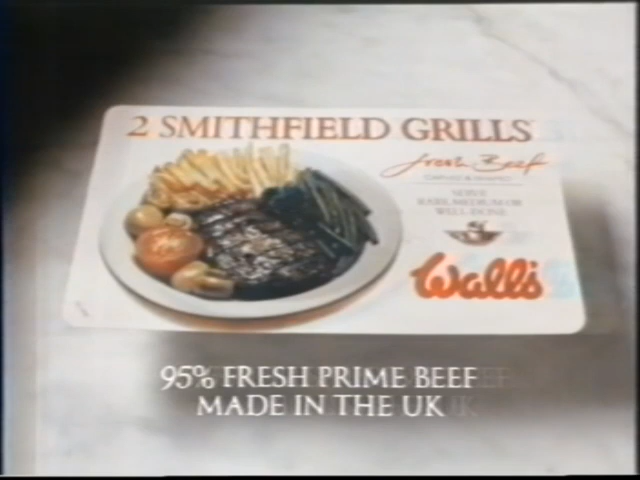 2 SMITHFIELD GRILLS
Fresh Beef
SERVE
RARE, MEDIUM OR
WELL-DONE
Wall's
95% FRESH PRIME BEEF
MADE IN THE UK